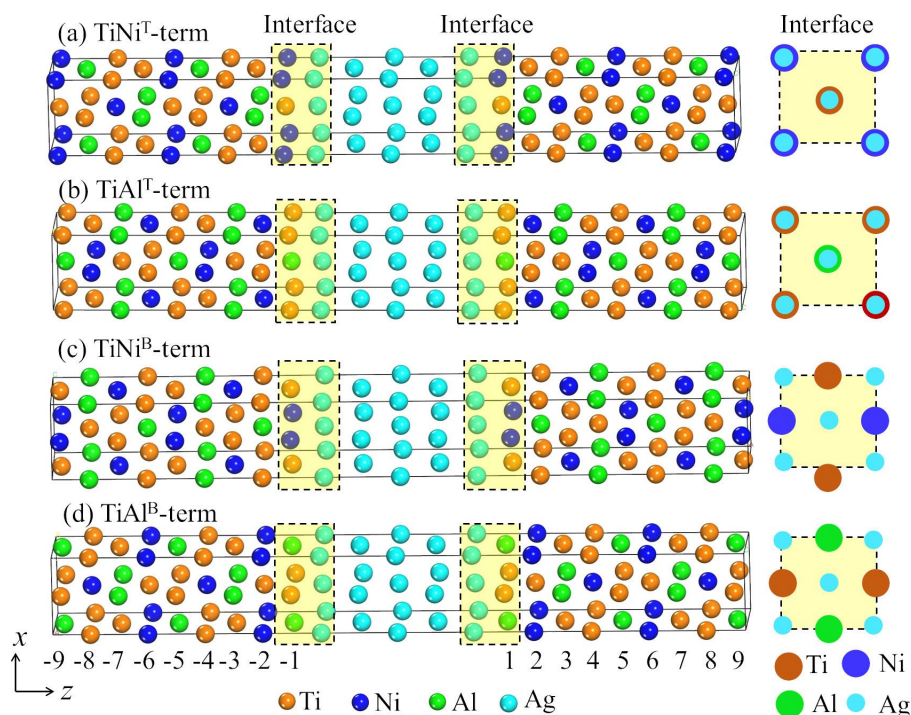 Interface Interface
(a) TiNiᵀ-term
(b) TiAlᵀ-term
(c) TiNiᴮ-term
(d) TiAlᴮ-term
x
z
-9 -8 -7 -6 -5 -4 -3 -2 -1 1 2 3 4 5 6 7 8 9
Ti Ni Al Ag
Ti Ni
Al Ag